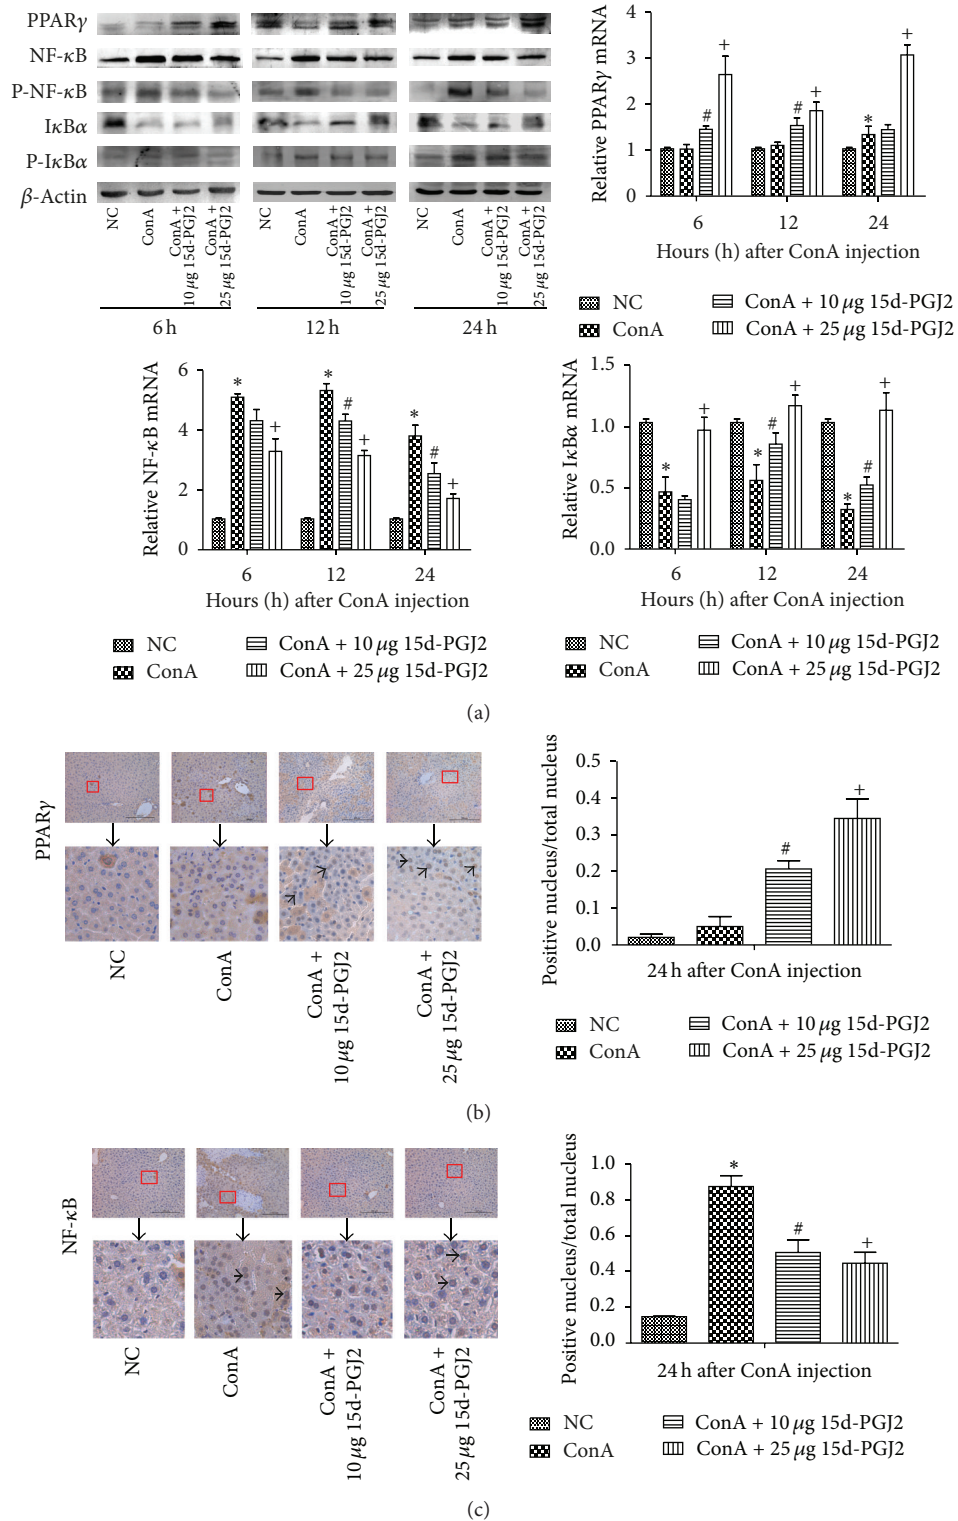 PPARγ
NF-κB
P-NF-κB
IκBα
P-IκBα
β-Actin
NC
ConA
ConA +
10 μg 15d-PGJ2
ConA +
25 μg 15d-PGJ2
NC
ConA
ConA +
10 μg 15d-PGJ2
ConA +
25 μg 15d-PGJ2
NC
ConA
ConA +
10 μg 15d-PGJ2
ConA +
25 μg 15d-PGJ2
6 h
12 h
24 h
Relative PPARγ mRNA
4
3
2
1
0
# + # + * +
6 12 24
Hours (h) after ConA injection
NC
ConA
ConA + 10 μg 15d-PGJ2
ConA + 25 μg 15d-PGJ2
Relative NF-κB mRNA
6
4
2
0
* + * # + * # +
6 12 24
Hours (h) after ConA injection
NC
ConA
ConA + 10 μg 15d-PGJ2
ConA + 25 μg 15d-PGJ2
Relative IκBα mRNA
1.5
1.0
0.5
0.0
* + * # + * # +
6 12 24
Hours (h) after ConA injection
NC
ConA
ConA + 10 μg 15d-PGJ2
ConA + 25 μg 15d-PGJ2
(a)
PPARγ
NC
ConA
ConA +
10 μg 15d-PGJ2
ConA +
25 μg 15d-PGJ2
Positive nucleus/total nucleus
0.5
0.4
0.3
0.2
0.1
0.0
# +
24 h after ConA injection
NC
ConA
ConA + 10 μg 15d-PGJ2
ConA + 25 μg 15d-PGJ2
(b)
NF-κB
NC
ConA
ConA +
10 μg 15d-PGJ2
ConA +
25 μg 15d-PGJ2
Positive nucleus/total nucleus
1.0
0.8
0.6
0.4
0.2
0.0
* # +
24 h after ConA injection
NC
ConA
ConA + 10 μg 15d-PGJ2
ConA + 25 μg 15d-PGJ2
(c)